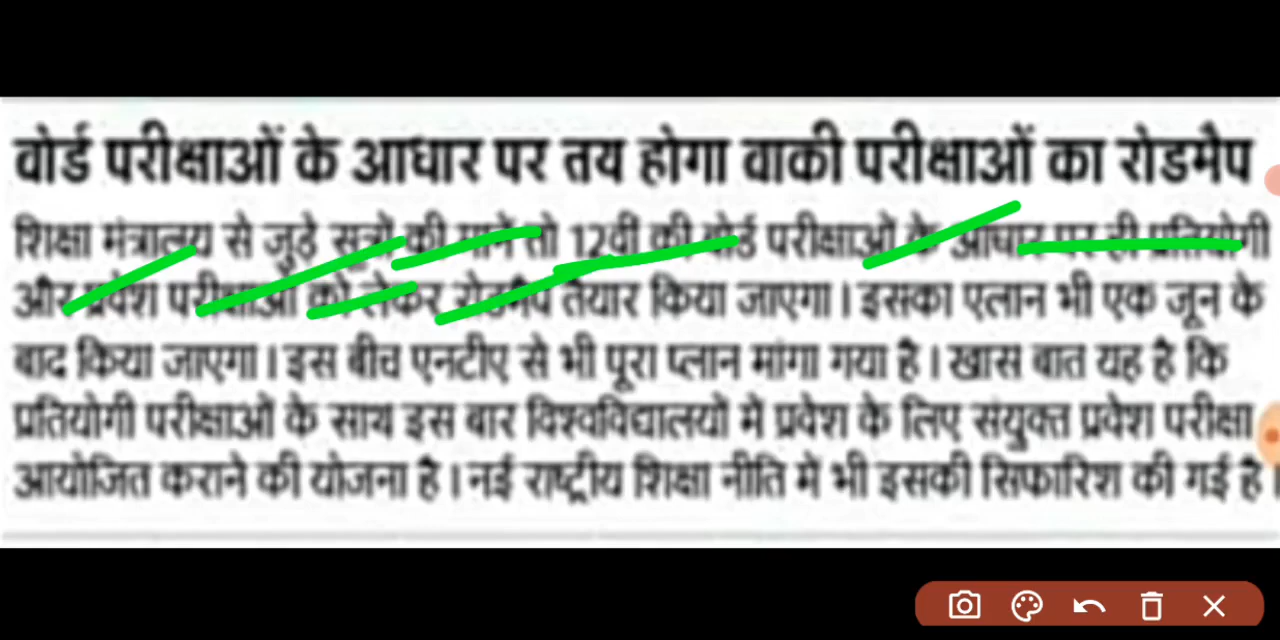 वोर्ड परीक्षाओं के आधार पर तय होगा वाकी परीक्षाओं का रोडमैप
शिक्षा मंत्रालय से जुड़े सूत्रों की मानें तो 12वीं की बोर्ड परीक्षाओं के आधार पर ही प्रतियोगी
और प्रवेश परीक्षाओं को लेकर रोडमैप तैयार किया जाएगा। इसका एलान भी एक जून के
बाद किया जाएगा। इस बीच एनटीए से भी पूरा प्लान मांगा गया है। खास बात यह है कि
प्रतियोगी परीक्षाओं के साथ इस बार विश्वविद्यालयों में प्रवेश के लिए संयुक्त प्रवेश परीक्षा
आयोजित कराने की योजना है। नई राष्ट्रीय शिक्षा नीति में भी इसकी सिफारिश की गई है।